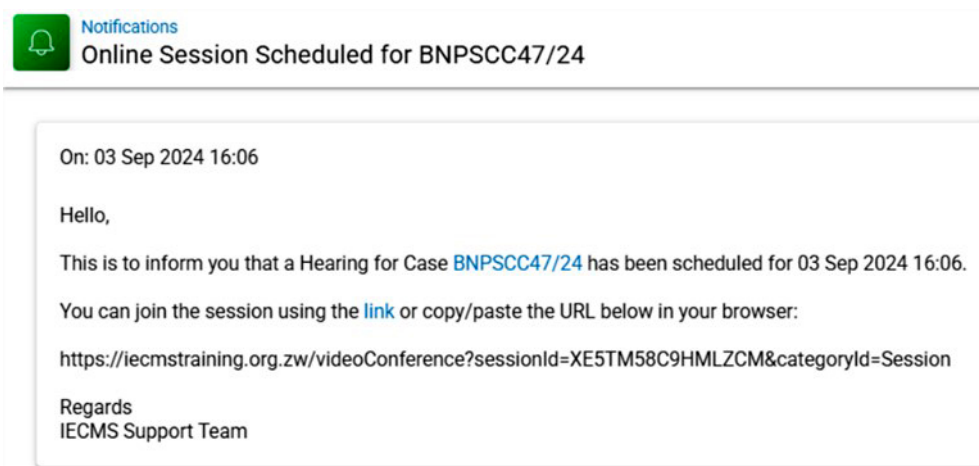 Notifications
Online Session Scheduled for BNPSCC47/24
On: 03 Sep 2024 16:06
Hello,
This is to inform you that a Hearing for Case BNPSCC47/24 has been scheduled for 03 Sep 2024 16:06.
You can join the session using the link or copy/paste the URL below in your browser:
https://iecmstraining.org.zw/videoConference?sessionId=XE5TM58C9HMLZCM&categoryId=Session
Regards
IECMS Support Team